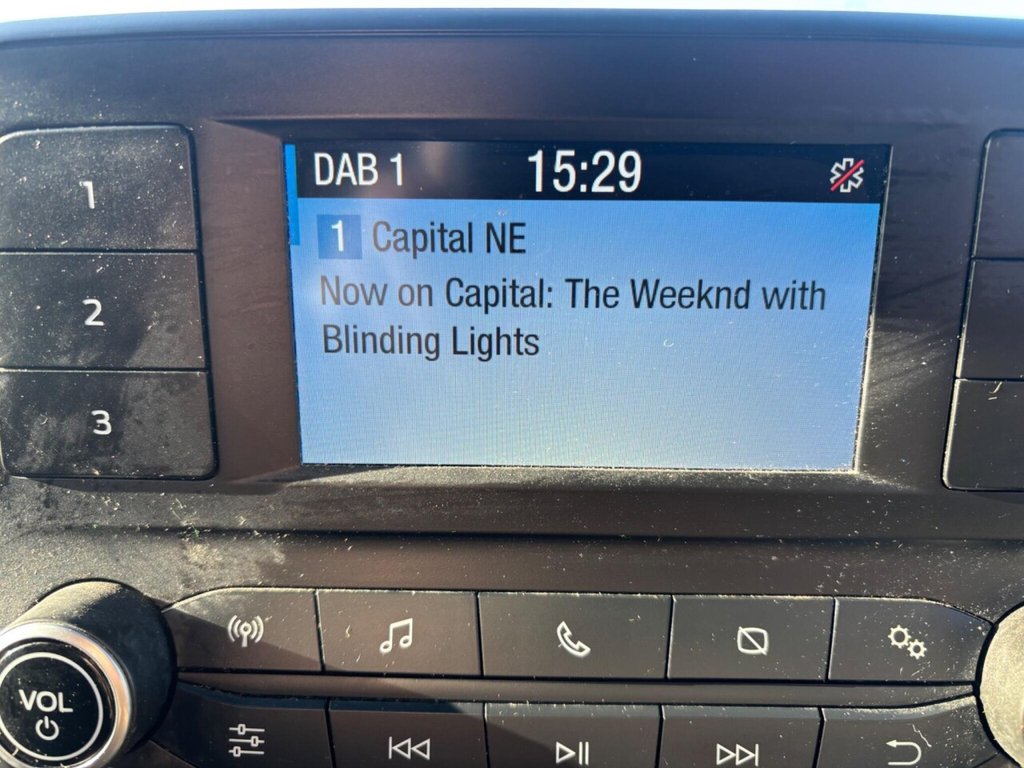 DAB 1 15:29
1 Capital NE
Now on Capital: The Weeknd with
Blinding Lights
1
2
3
VOL